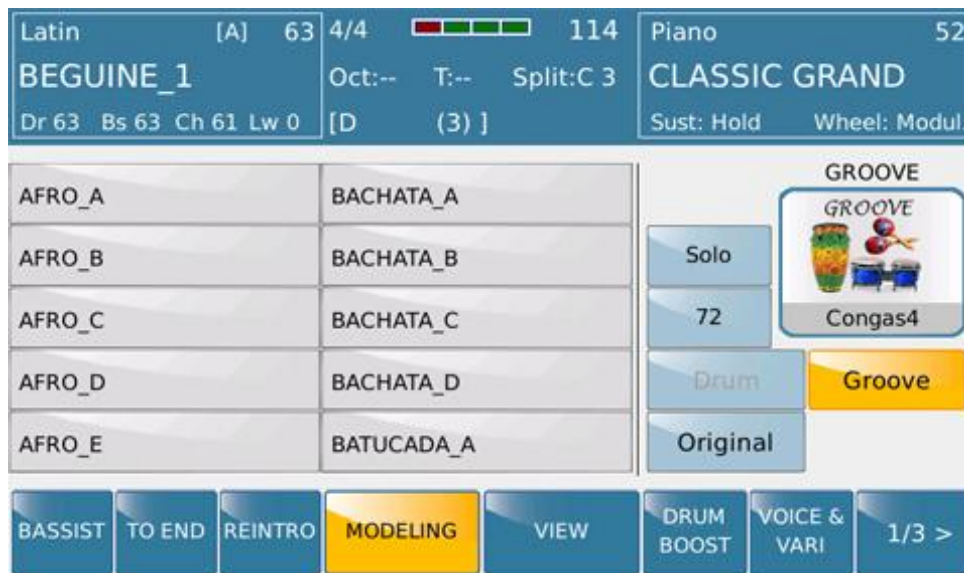 Latin [A] 63
BEGUINE_1
Dr 63 Bs 63 Ch 61 Lw 0
4/4 114
Oct:-- T:-- Split:C 3
[D (3) ]
Piano 52
CLASSIC GRAND
Sust: Hold Wheel: Modul.
AFRO_A
AFRO_B
AFRO_C
AFRO_D
AFRO_E
BACHATA_A
BACHATA_B
BACHATA_C
BACHATA_D
BATUCADA_A
GROOVE
GROOVE
Congas4
Solo
72
Drum
Groove
Original
BASSIST
TO END
REINTRO
MODELING
VIEW
DRUM
BOOST
VOICE &
VARI
1/3 >